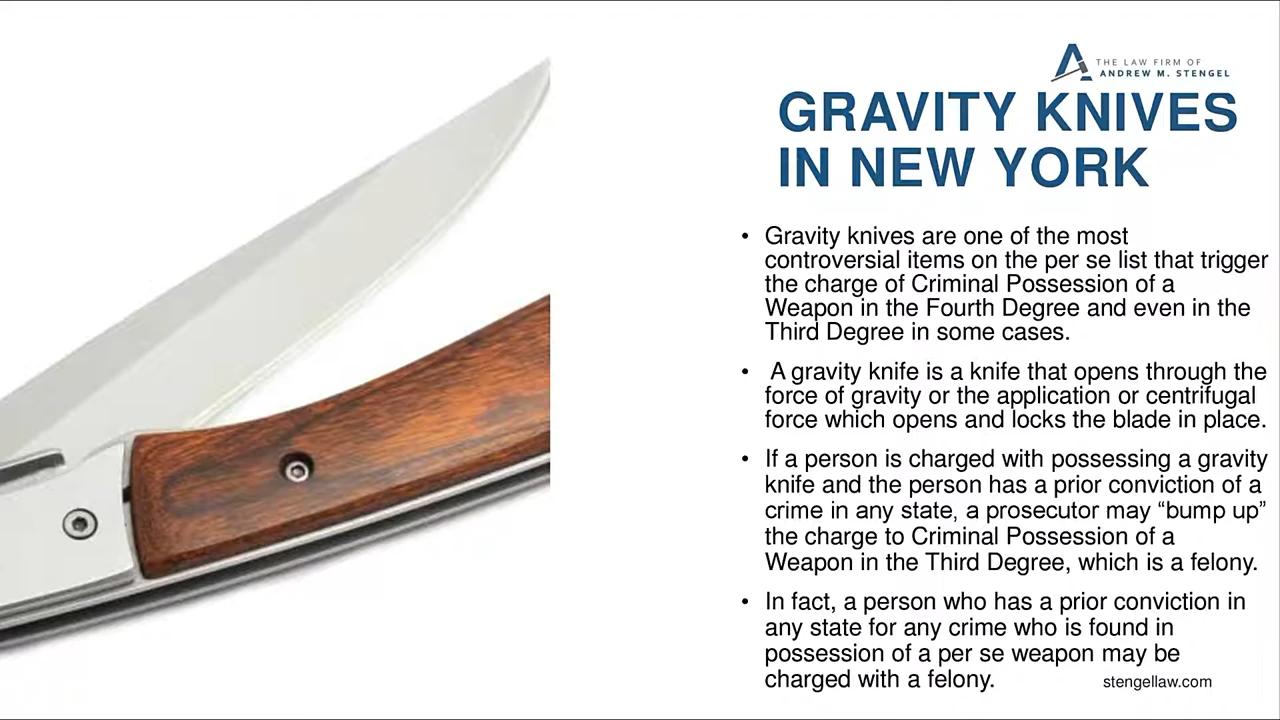 THE LAW FIRM OF
ANDREW M. STENGEL
GRAVITY KNIVES
IN NEW YORK
• Gravity knives are one of the most
controversial items on the per se list that trigger
the charge of Criminal Possession of a
Weapon in the Fourth Degree and even in the
Third Degree in some cases.
• A gravity knife is a knife that opens through the
force of gravity or the application or centrifugal
force which opens and locks the blade in place.
• If a person is charged with possessing a gravity
knife and the person has a prior conviction of a
crime in any state, a prosecutor may “bump up”
the charge to Criminal Possession of a
Weapon in the Third Degree, which is a felony.
• In fact, a person who has a prior conviction in
any state for any crime who is found in
possession of a per se weapon may be
charged with a felony.
stengellaw.com